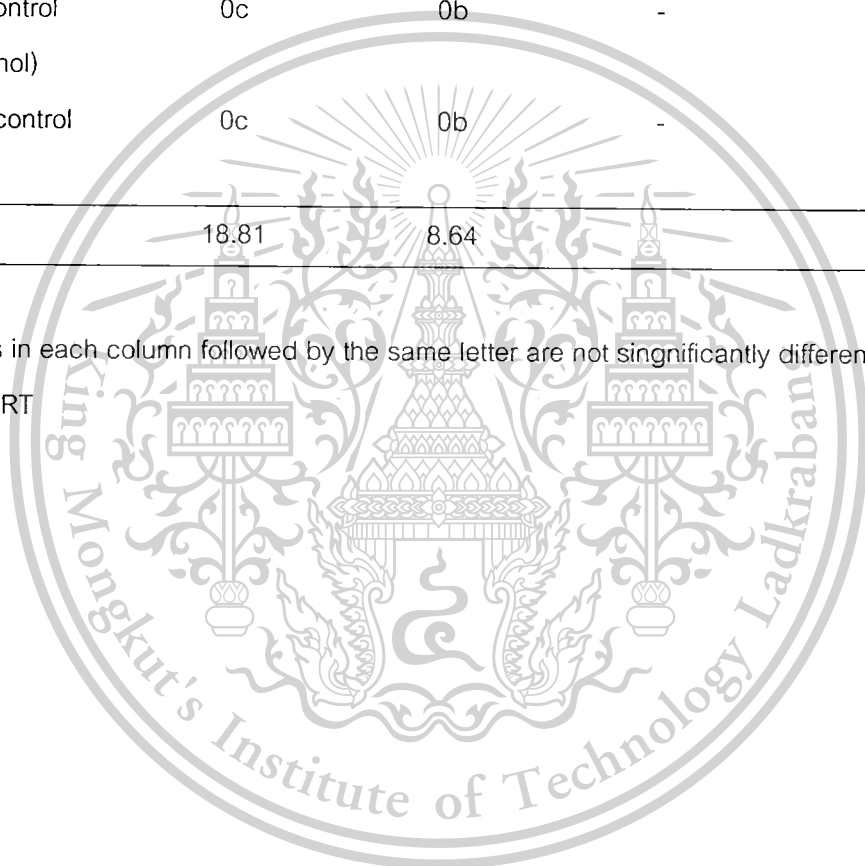 ontrol 0c 0b -
nol)
control 0c 0b -
18.81 8.64
s in each column followed by the same letter are not singnificantly differen
RT
King Mongkut's Institute of Technology Ladkrabang